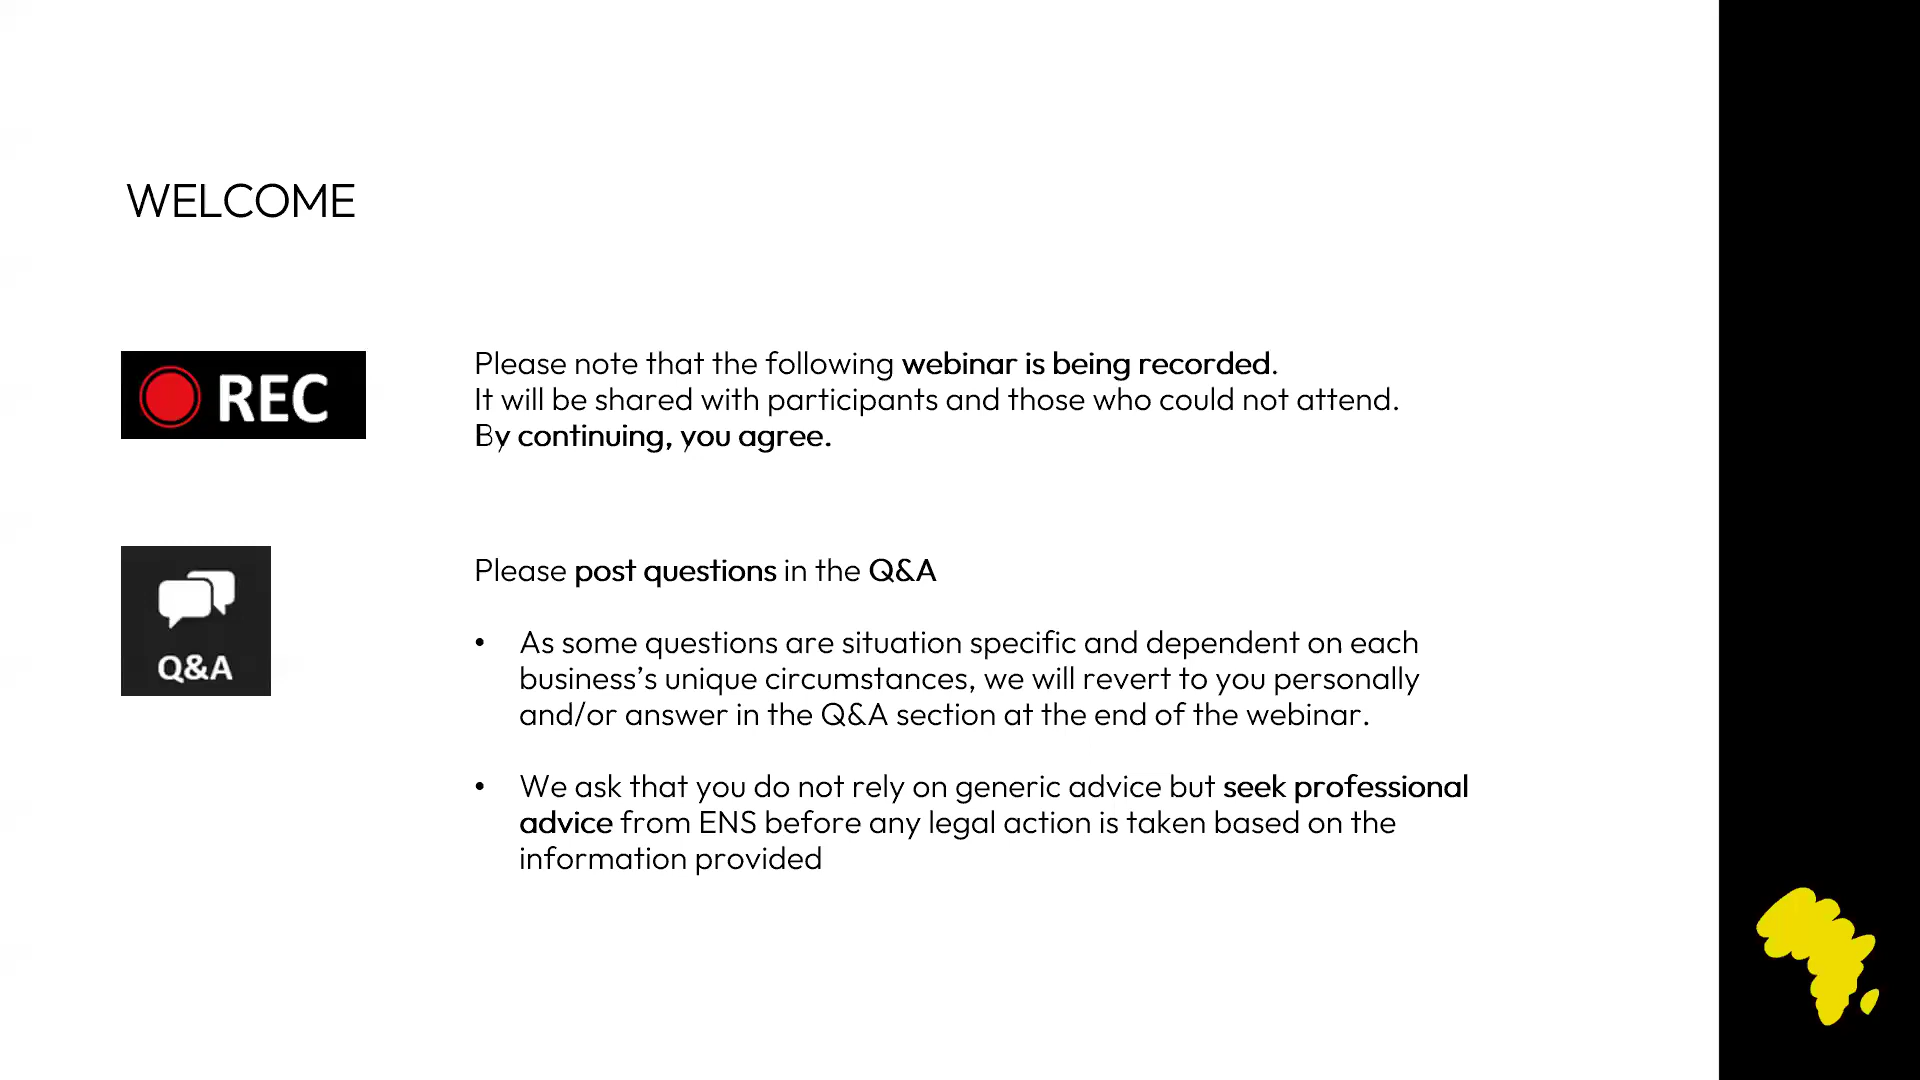 WELCOME
REC
Please note that the following webinar is being recorded.
It will be shared with participants and those who could not attend.
By continuing, you agree.
Q&A
Please post questions in the Q&A
• As some questions are situation specific and dependent on each
business’s unique circumstances, we will revert to you personally
and/or answer in the Q&A section at the end of the webinar.
• We ask that you do not rely on generic advice but seek professional
advice from ENS before any legal action is taken based on the
information provided